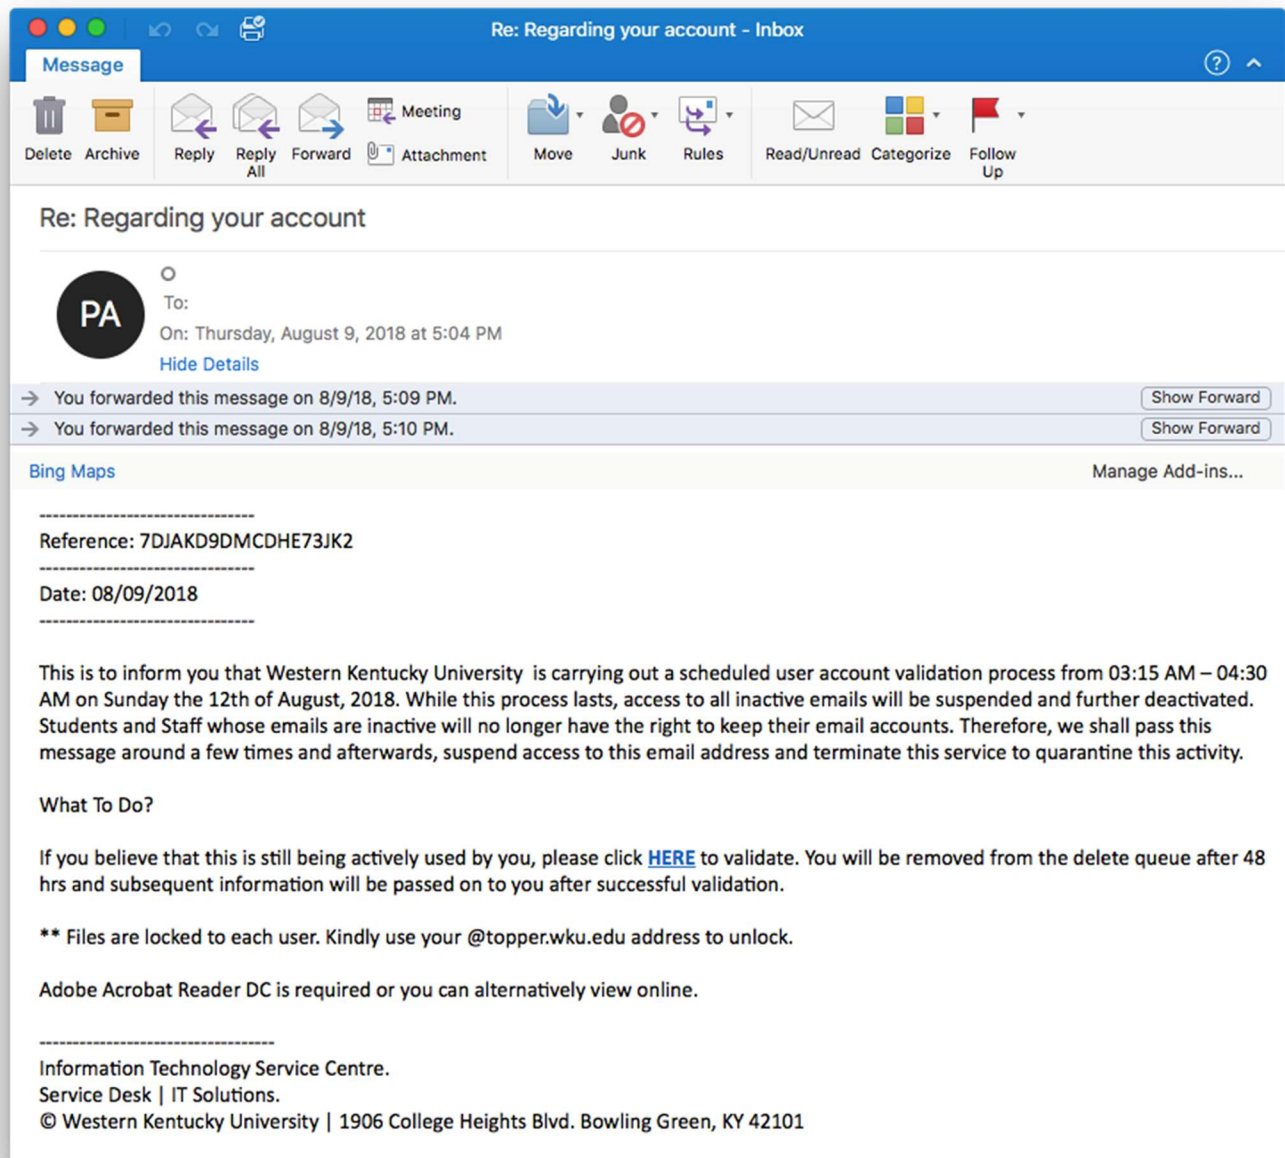 Re: Regarding your account - Inbox
Message
?
Delete
Archive
Reply
Reply All
Forward
Meeting
Attachment
Move
Junk
Rules
Read/Unread
Categorize
Follow Up
Re: Regarding your account
PA
To:
On: Thursday, August 9, 2018 at 5:04 PM
Hide Details
You forwarded this message on 8/9/18, 5:09 PM. Show Forward
You forwarded this message on 8/9/18, 5:10 PM. Show Forward
Bing Maps Manage Add-ins...
--------------------------------
Reference: 7DJAKD9DMCDHE73JK2
--------------------------------
Date: 08/09/2018
--------------------------------
This is to inform you that Western Kentucky University  is carrying out a scheduled user account validation process from 03:15 AM – 04:30
AM on Sunday the 12th of August, 2018. While this process lasts, access to all inactive emails will be suspended and further deactivated.
Students and Staff whose emails are inactive will no longer have the right to keep their email accounts. Therefore, we shall pass this
message around a few times and afterwards, suspend access to this email address and terminate this service to quarantine this activity.
What To Do?
If you believe that this is still being actively used by you, please click HERE to validate. You will be removed from the delete queue after 48
hrs and subsequent information will be passed on to you after successful validation.
** Files are locked to each user. Kindly use your @topper.wku.edu address to unlock.
Adobe Acrobat Reader DC is required or you can alternatively view online.
-----------------------------------
Information Technology Service Centre.
Service Desk | IT Solutions.
© Western Kentucky University | 1906 College Heights Blvd. Bowling Green, KY 42101